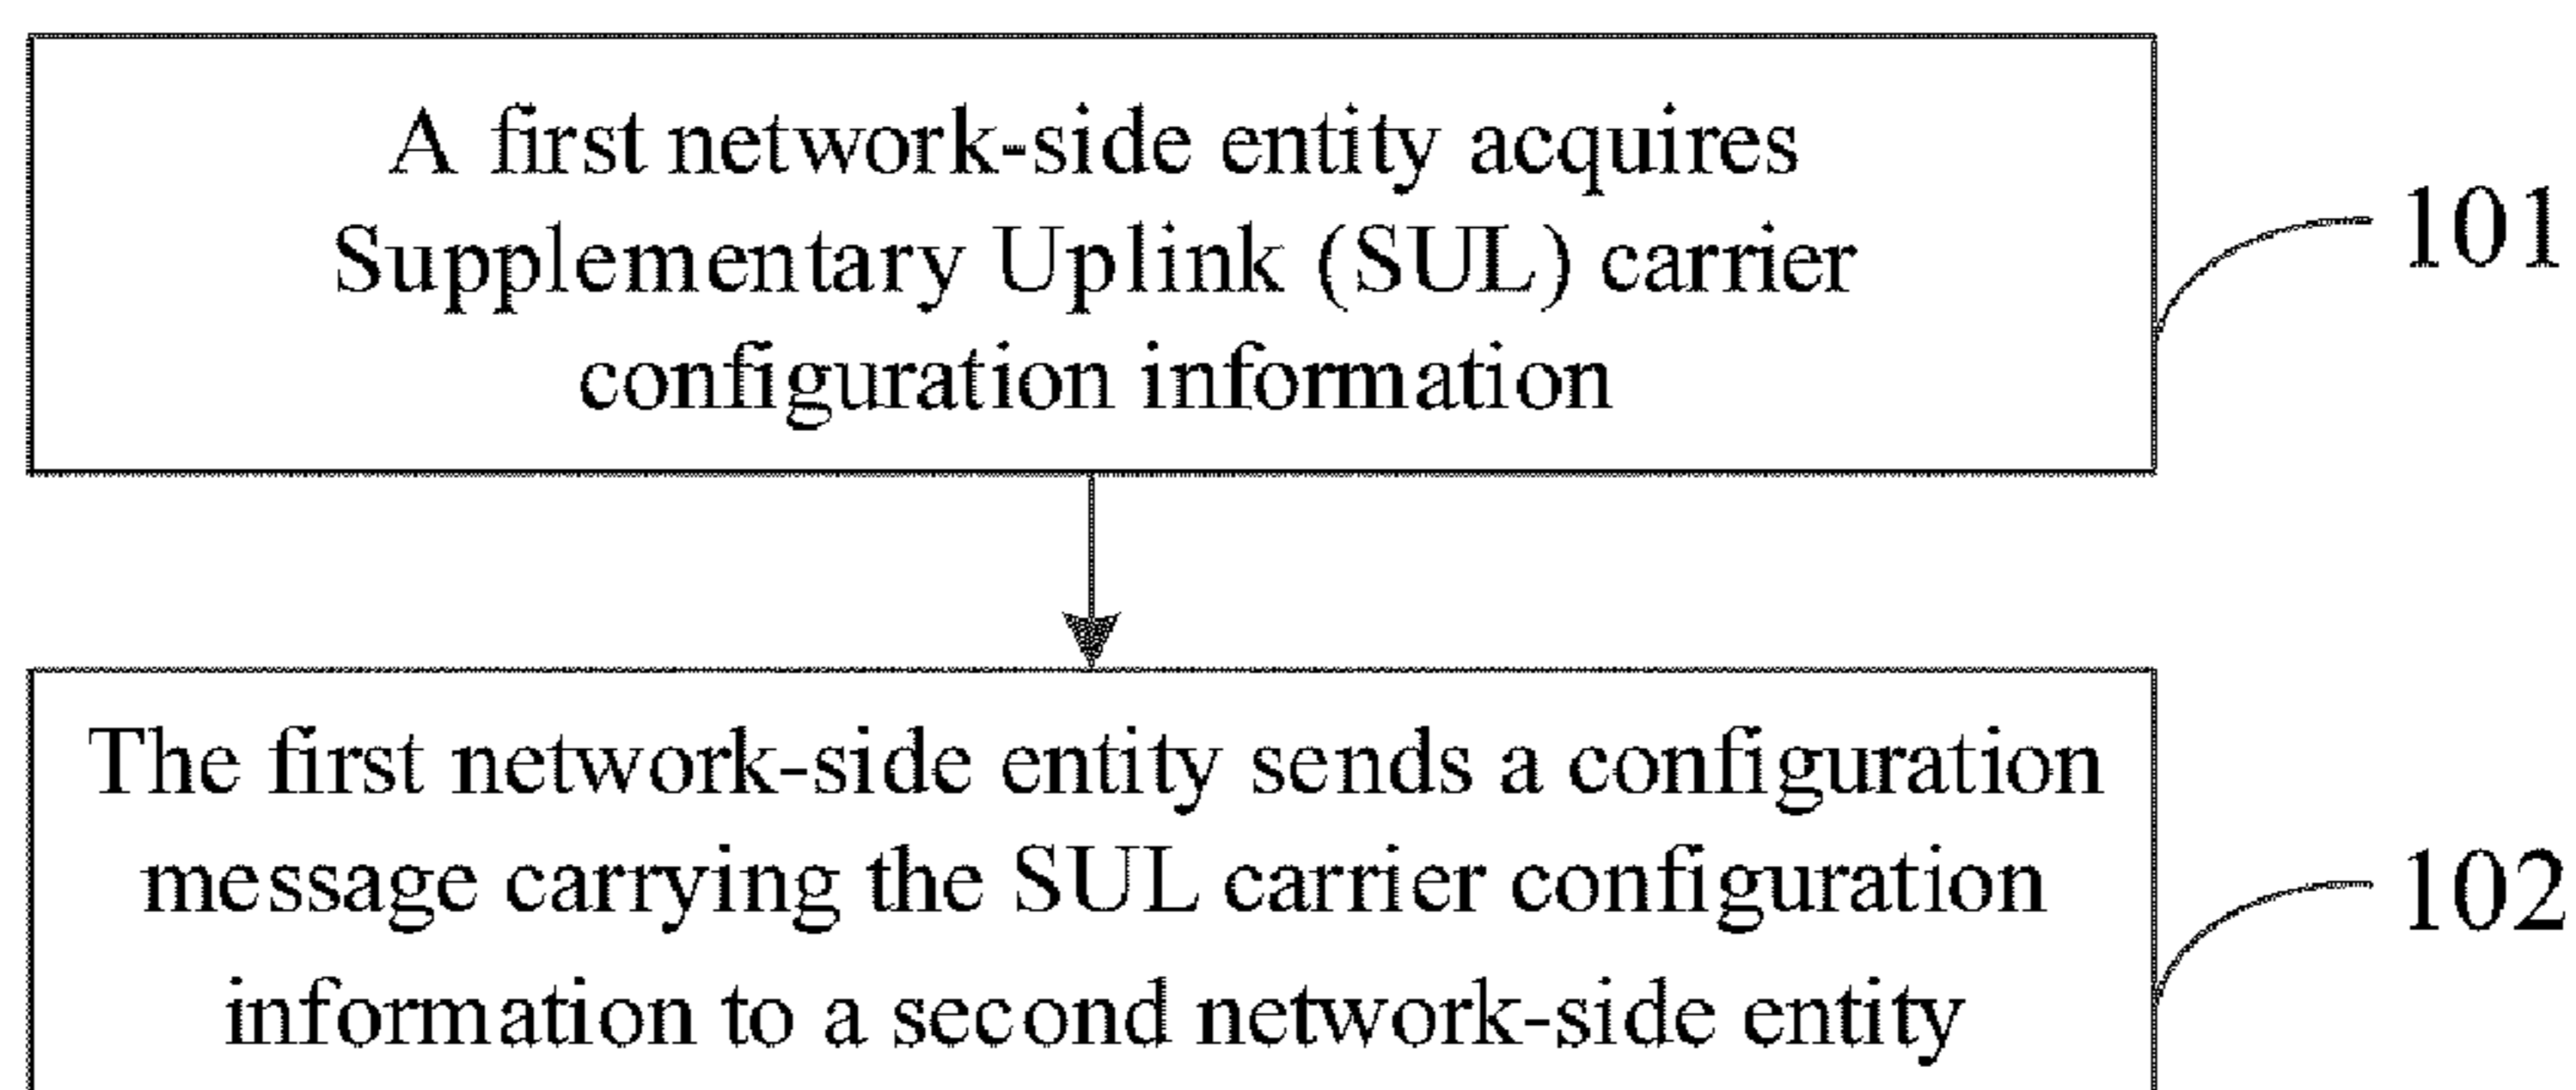 A first network-side entity acquires
Supplementary Uplink (SUL) carrier
configuration information
101
The first network-side entity sends a configuration
message carrying the SUL carrier configuration
information to a second network-side entity
102